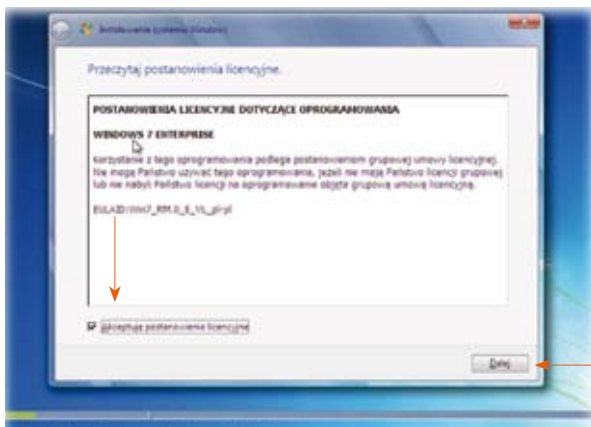 Instalowanie systemu Windows
Przeczytaj postanowienia licencyjne.
POSTANOWIENIA LICENCYJNE DOTYCZĄCE OPROGRAMOWANIA
WINDOWS 7 ENTERPRISE
Korzystanie z tego oprogramowania podlega postanowieniom grupowej umowy licencyjnej.
Nie mogą Państwo używać tego oprogramowania, jeżeli nie mają Państwo licencji grupowej
lub nie nabyli Państwo licencji na oprogramowanie objęte grupową umową licencyjną.
Akceptuję postanowienia licencyjne
Dalej